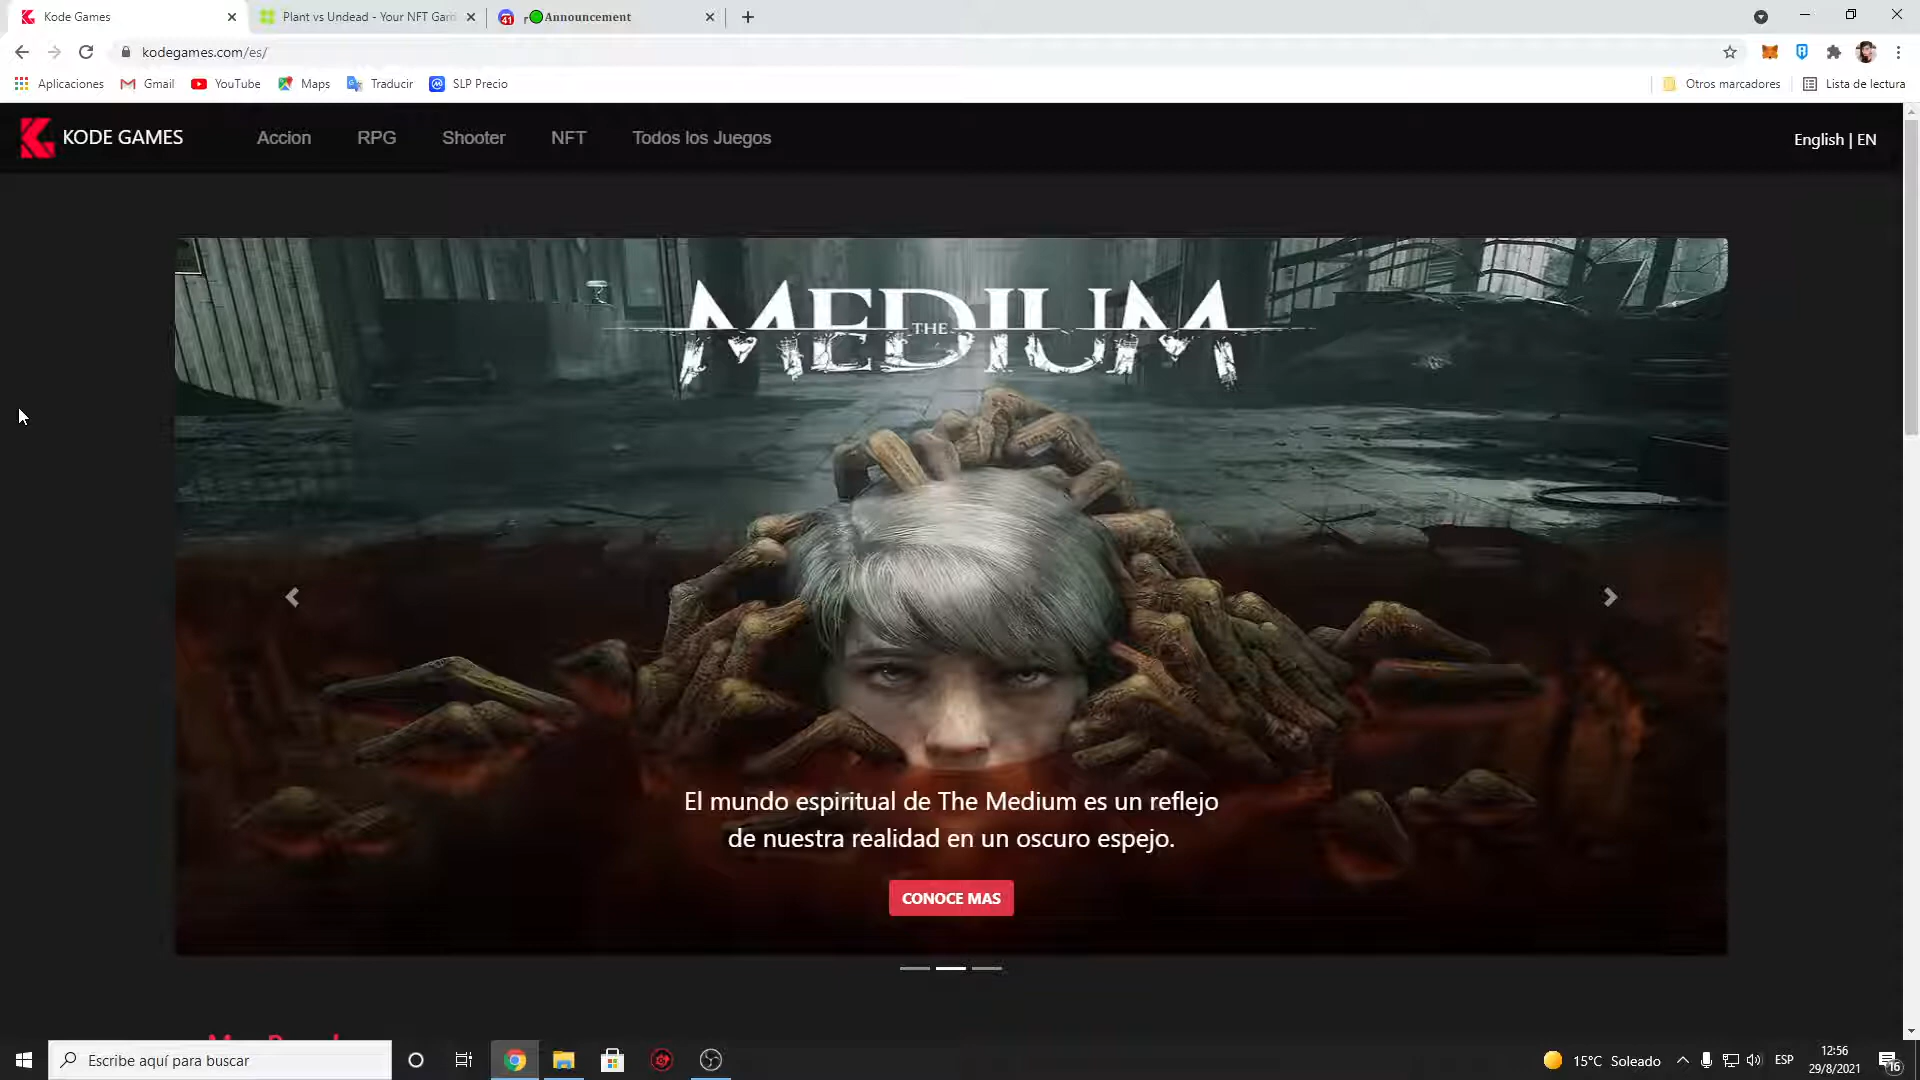 Kode Games
Plant vs Undead - Your NFT Gam
41
Announcement
kodegames.com/es/
Aplicaciones
Gmail
YouTube
Maps
Traducir
SLP Precio
Otros marcadores
Lista de lectura
KODE GAMES
Accion
RPG
Shooter
NFT
Todos los Juegos
English | EN
THE
MEDIUM
El mundo espiritual de The Medium es un reflejo
de nuestra realidad en un oscuro espejo.
CONOCE MAS
Escribe aquí para buscar
15°C Soleado
ESP
12:56
29/8/2021
16